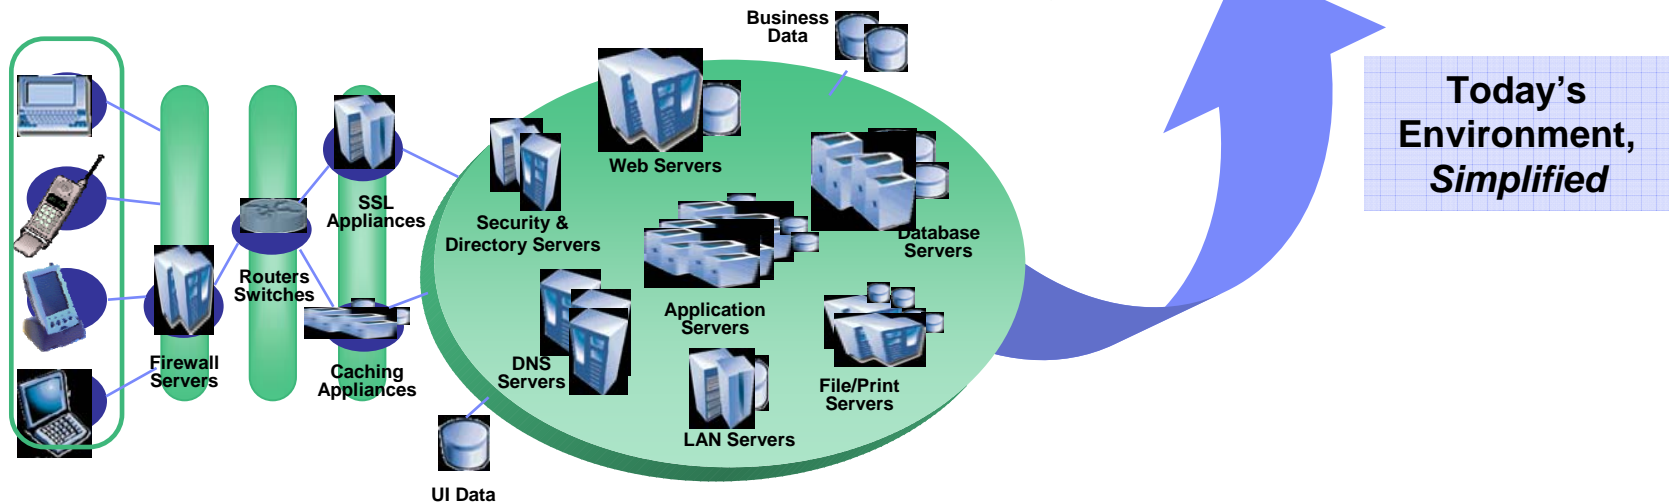 Business
Data
Today's
Environment,
Simplified
Web Servers
SSL
Appliances
Security &
Directory Servers
Database
Servers
Routers
Switches
Application
Servers
Firewall
Servers
Caching
Appliances
DNS
Servers
File/Print
Servers
LAN Servers
UI Data